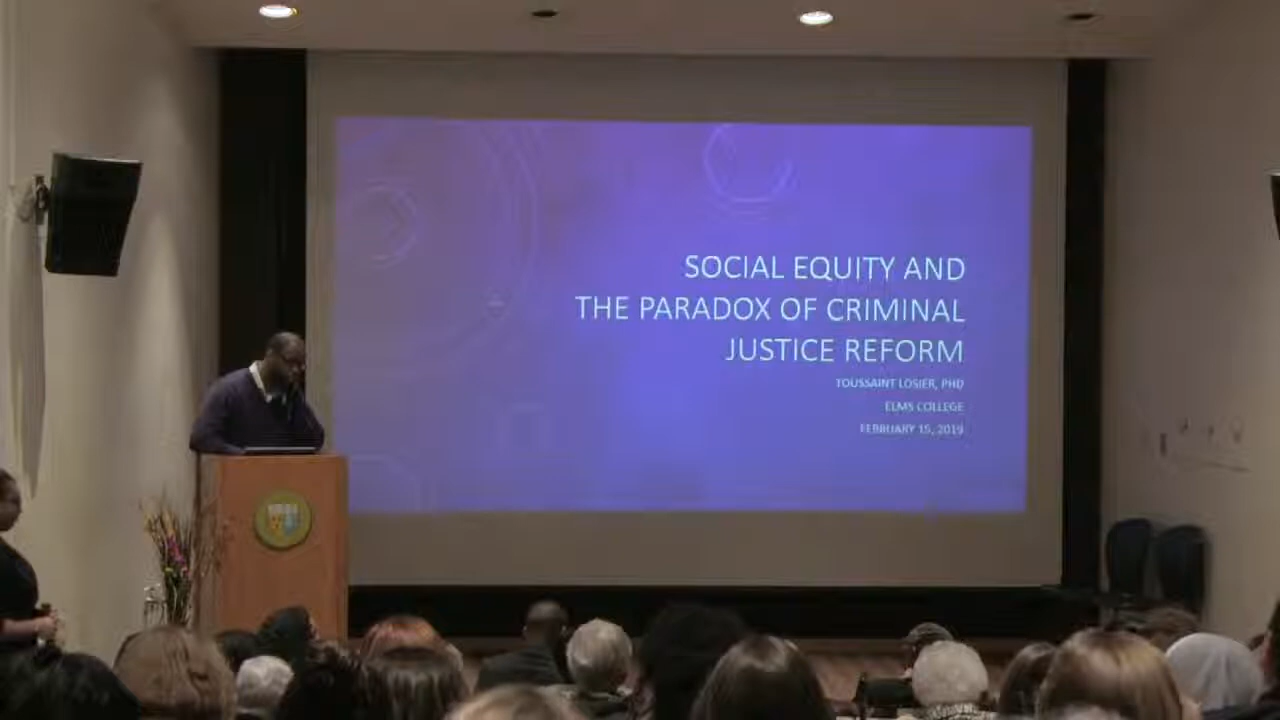 SOCIAL EQUITY AND
THE PARADOX OF CRIMINAL
JUSTICE REFORM
TOUSSAINT LOSIER, PHD
ELMS COLLEGE
FEBRUARY 15, 2019